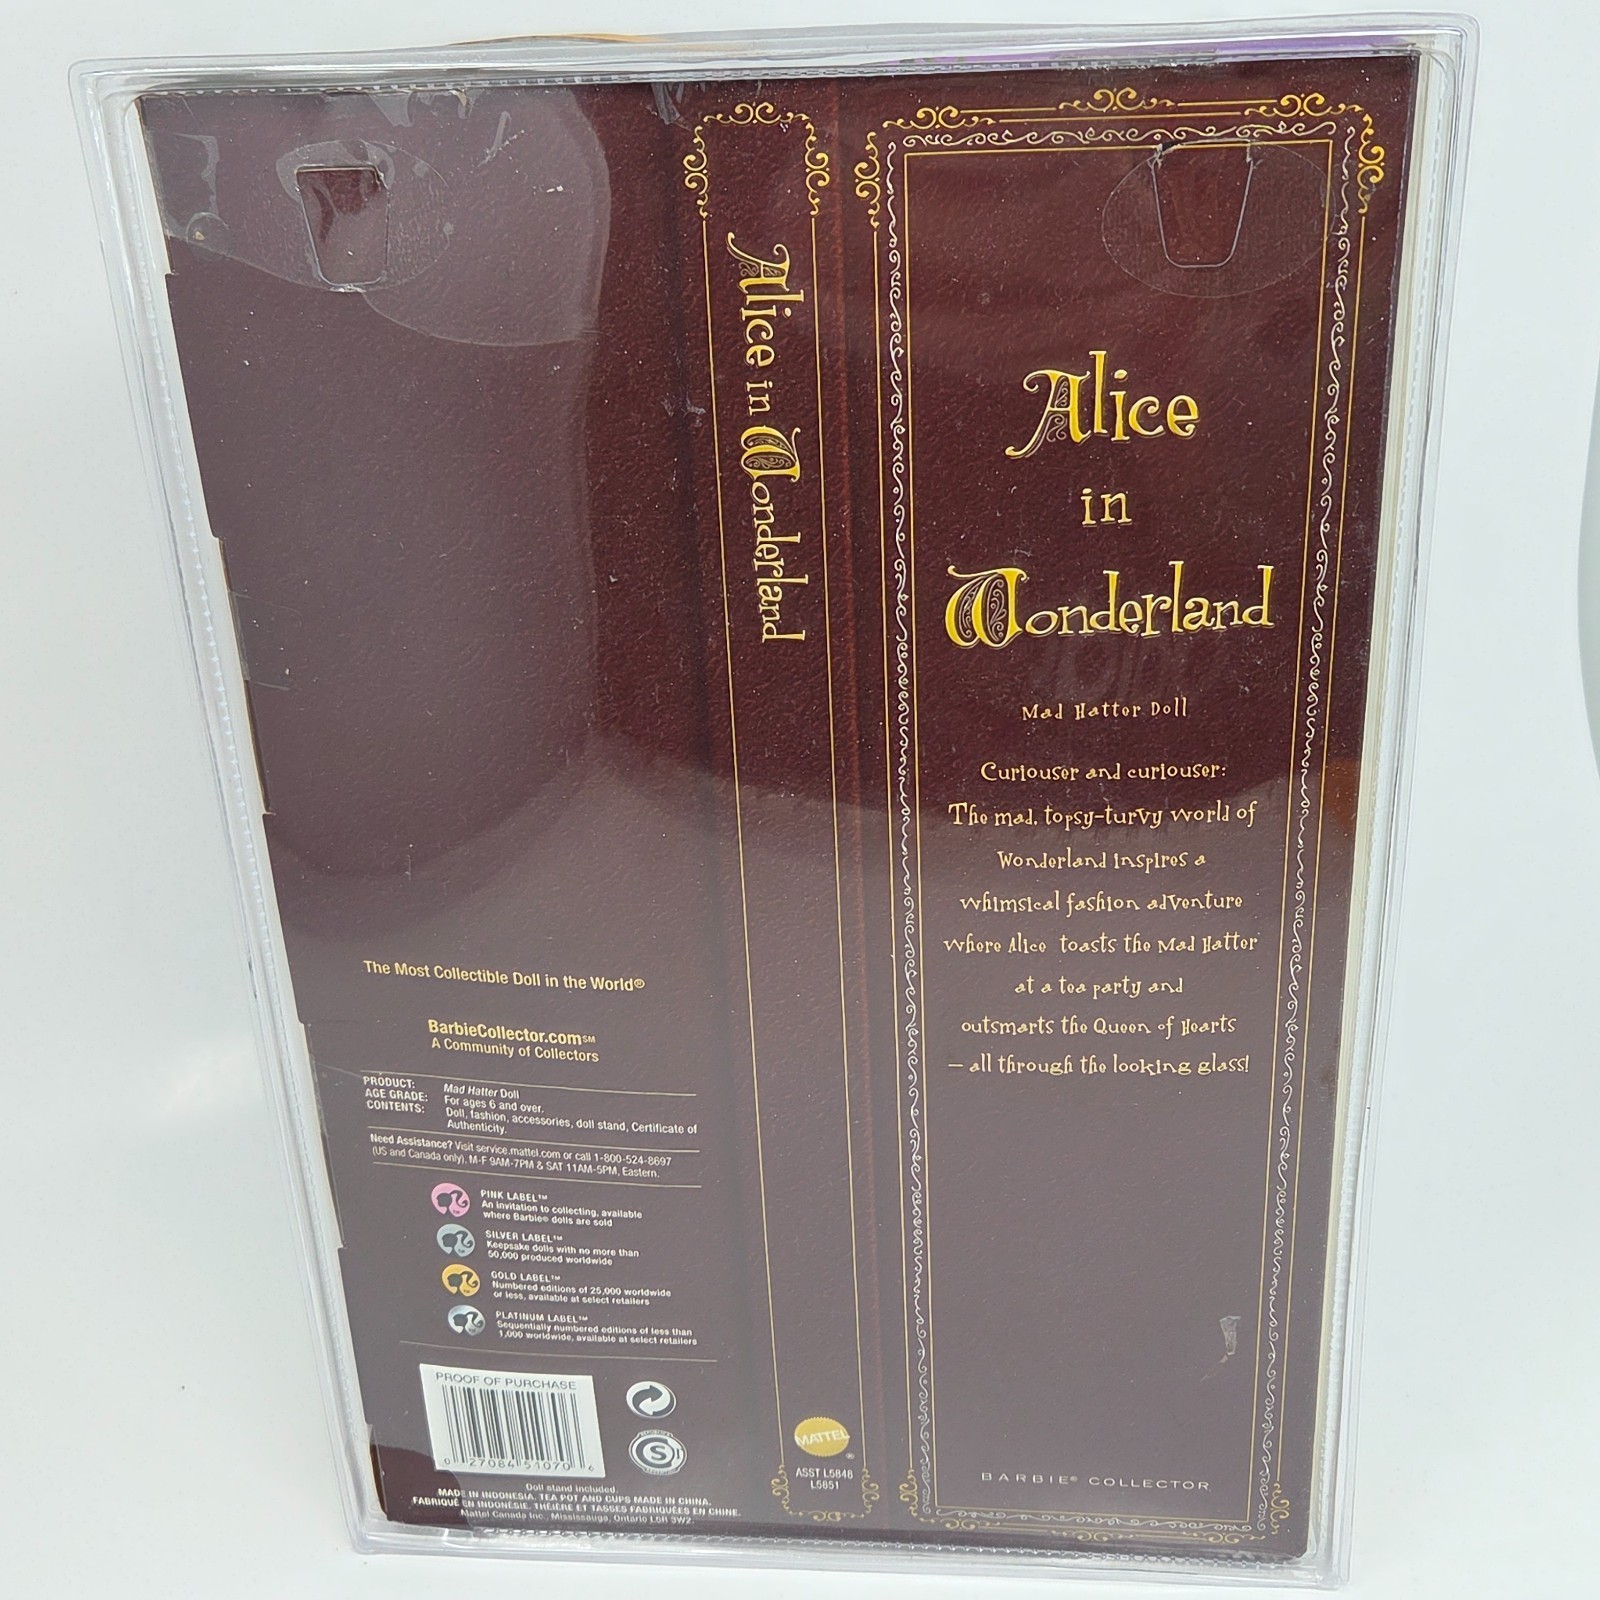 The Most Collectible Doll in the World®
BarbieCollector.com℠
A Community of Collectors
PRODUCT: Mad Hatter Doll
AGE GRADE: For ages 6 and over.
CONTENTS: Doll, fashion, accessories, doll stand, Certificate of
Authenticity.
Need Assistance? Visit service.mattel.com or call 1-800-524-8697
(US and Canada only), M-F 9AM-7PM & SAT 11AM-5PM, Eastern.
PINK LABEL™
An invitation to collecting, available
where Barbie® dolls are sold
SILVER LABEL™
Keepsake dolls with no more than
50,000 produced worldwide
GOLD LABEL™
Numbered editions of 25,000 worldwide
or less, available at select retailers
PLATINUM LABEL™
Sequentially numbered editions of less than
1,000 worldwide, available at select retailers
PROOF OF PURCHASE
0 27084 51070 6
S
Doll stand included.
MADE IN INDONESIA. TEA POT AND CUPS MADE IN CHINA.
FABRIQUÉ EN INDONÉSIE. THÉIÈRE ET TASSES FABRIQUÉES EN CHINE.
Mattel Canada Inc., Mississauga, Ontario L5R 3W2.
Alice in Wonderland
MATTEL®
ASST L5848
L5851
Alice
in
Wonderland
Mad Hatter Doll
Curiouser and curiouser:
The mad, topsy-turvy world of
Wonderland inspires a
whimsical fashion adventure
where Alice toasts the Mad Hatter
at a tea party and
outsmarts the Queen of Hearts
– all through the looking glass!
BARBIE® COLLECTOR